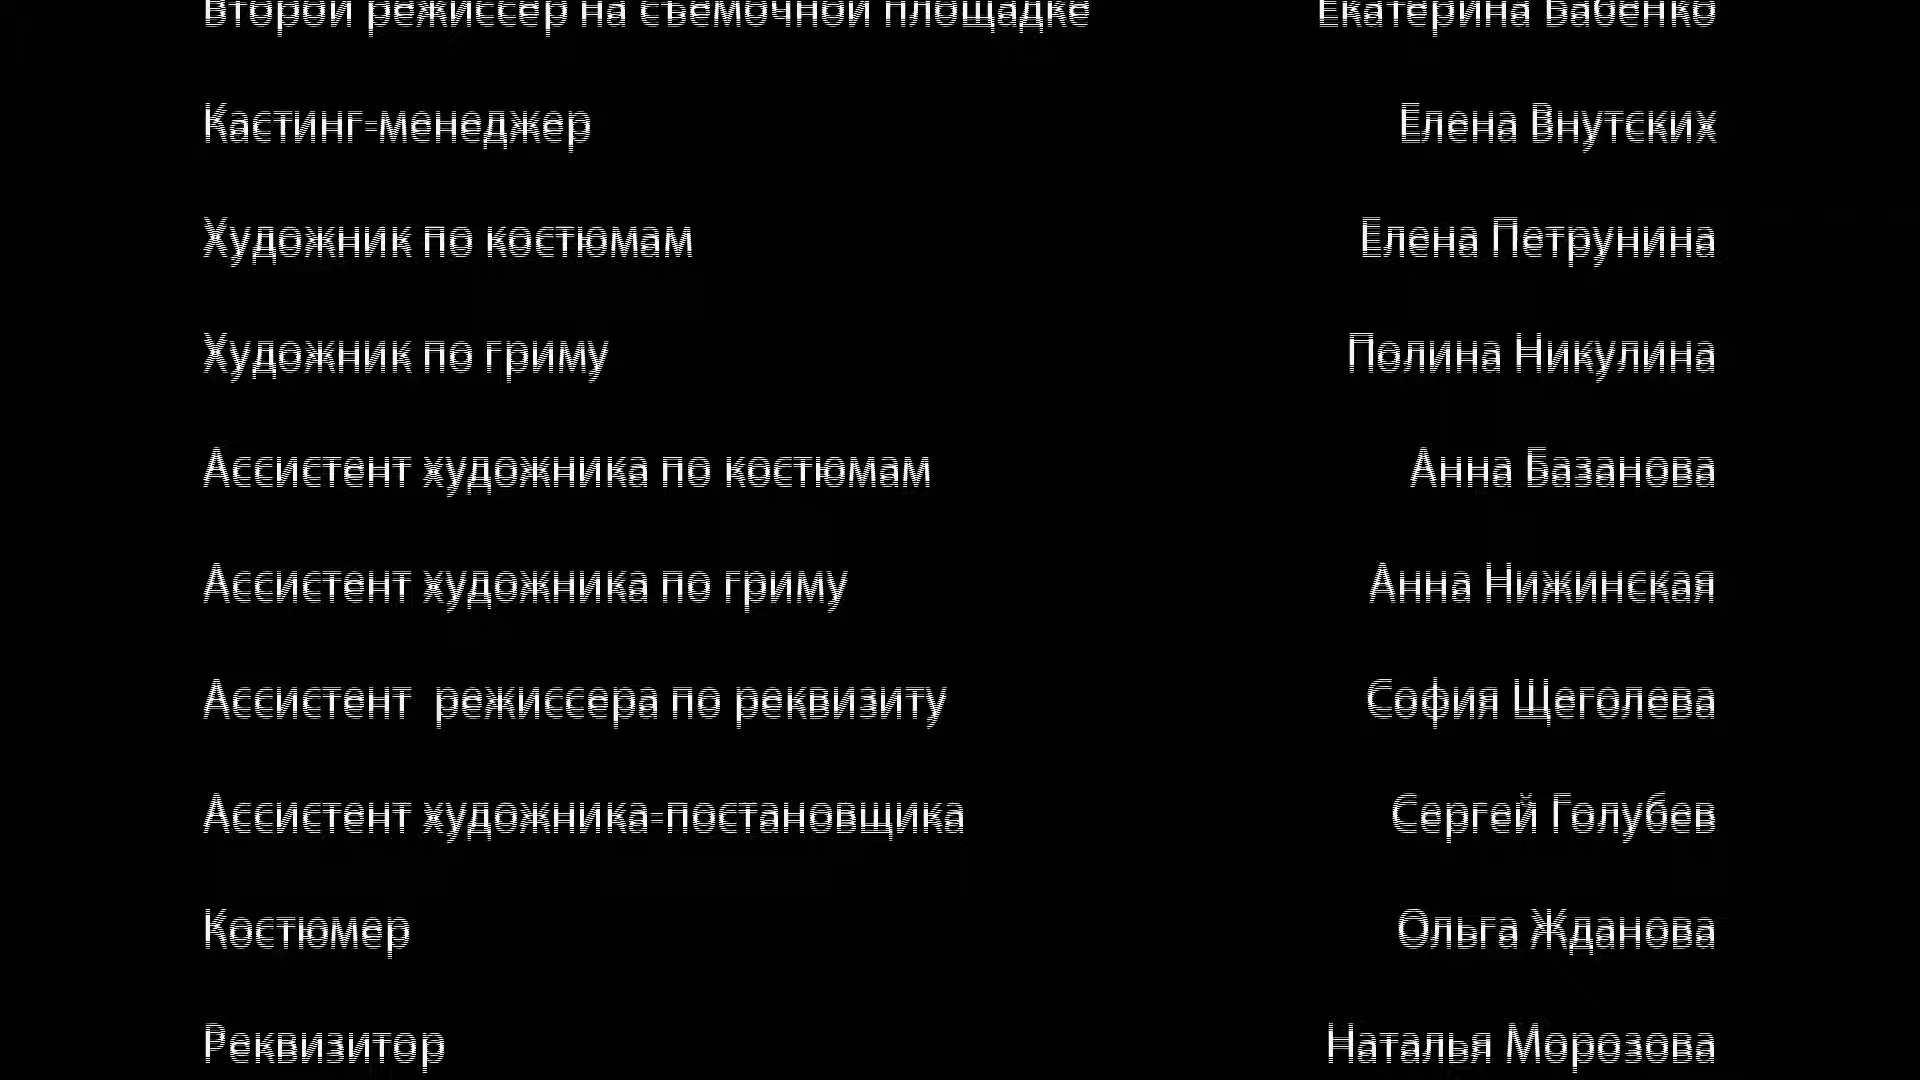 Второй режиссер на съемочной площадке Екатерина Бабенко
Кастинг-менеджер Елена Внутских
Художник по костюмам Елена Петрунина
Художник по гриму Полина Никулина
Ассистент художника по костюмам Анна Базанова
Ассистент художника по гриму Анна Нижинская
Ассистент  режиссера по реквизиту София Щеголева
Ассистент художника-постановщика Сергей Голубев
Костюмер Ольга Жданова
Реквизитор Наталья Морозова